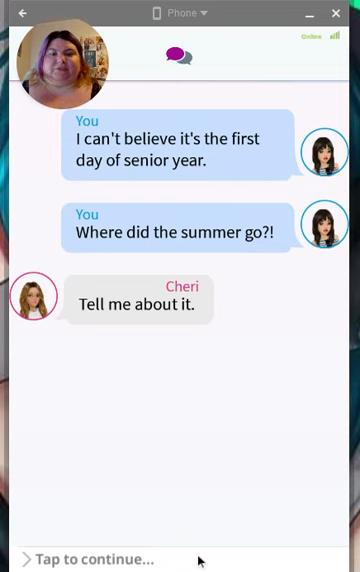 Phone
Online
You
I can't believe it's the first
day of senior year.
You
Where did the summer go?!
Cheri
Tell me about it.
Tap to continue...